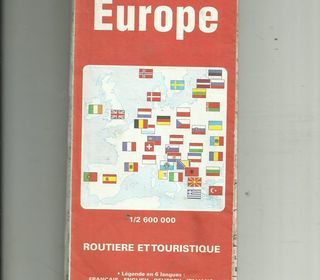 Europe
1/2 600 000
ROUTIERE ET TOURISTIQUE
• Légende en 6 langues :